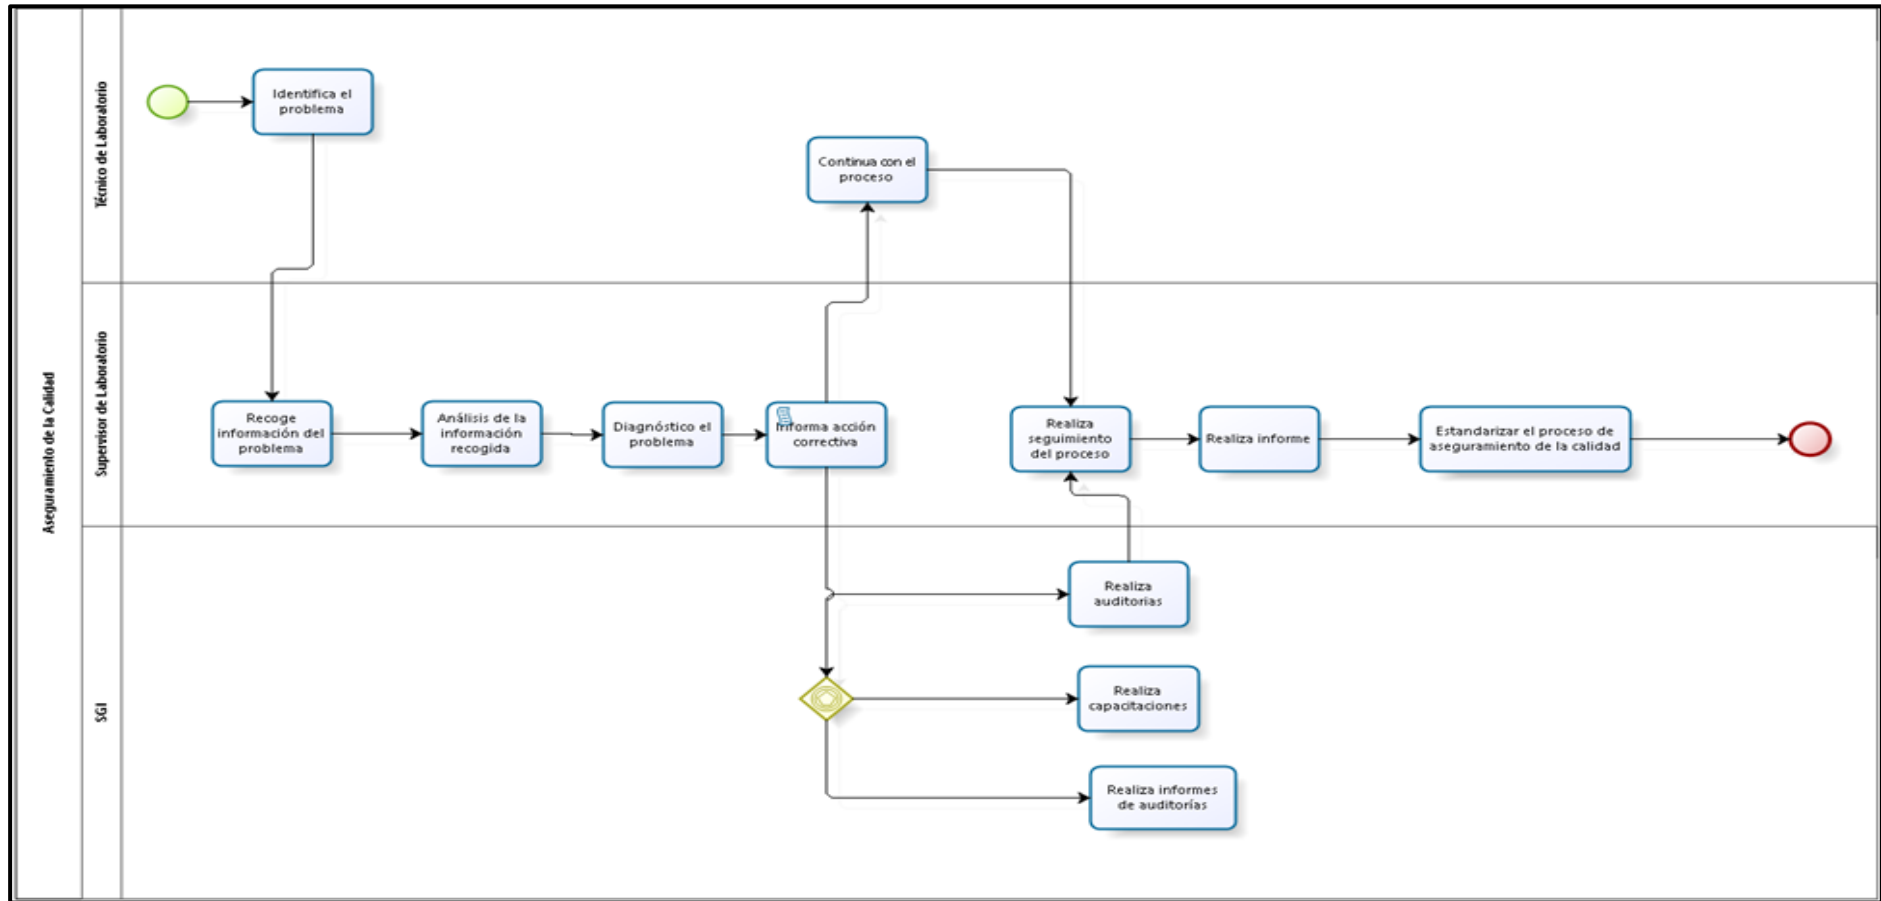 Aseguramiento de la Calidad
Técnico de Laboratorio
Identifica el
problema
Continua con el
proceso
Supervisor de Laboratorio
Recoge
información del
problema
Análisis de la
información
recogida
Diagnóstico el
problema
Informa acción
correctiva
Realiza
seguimiento
del proceso
Realiza informe
Estandarizar el proceso de
aseguramiento de la calidad
SGI
Realiza
auditorias
Realiza
capacitaciones
Realiza informes
de auditorías